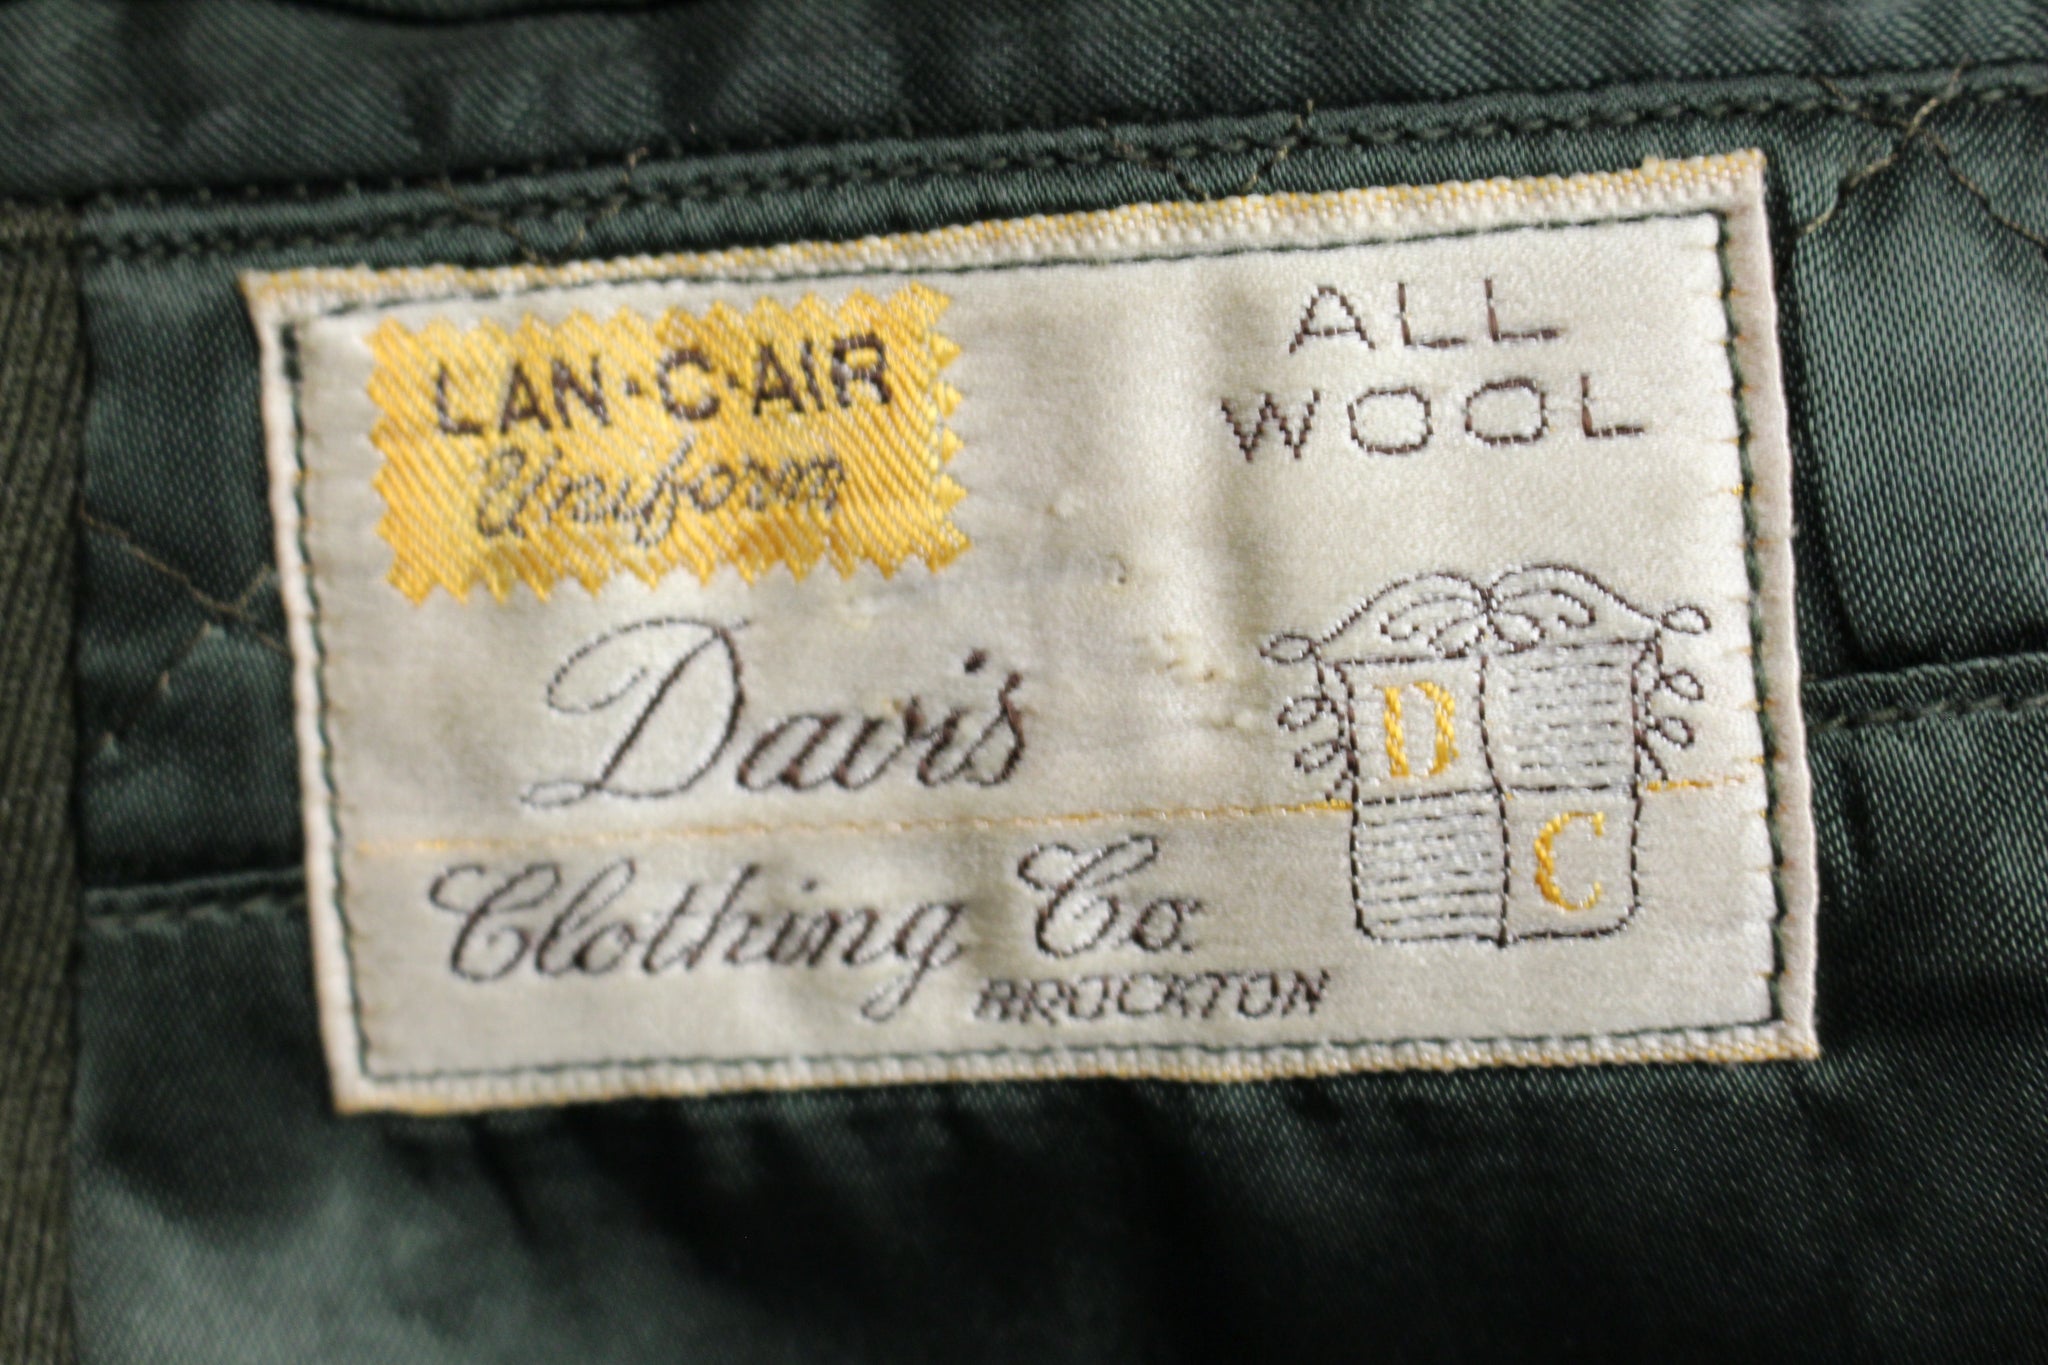 LAN·C·AIR
Uniform
ALL
WOOL
Davis
Clothing Co.
BROCKTON
D
C